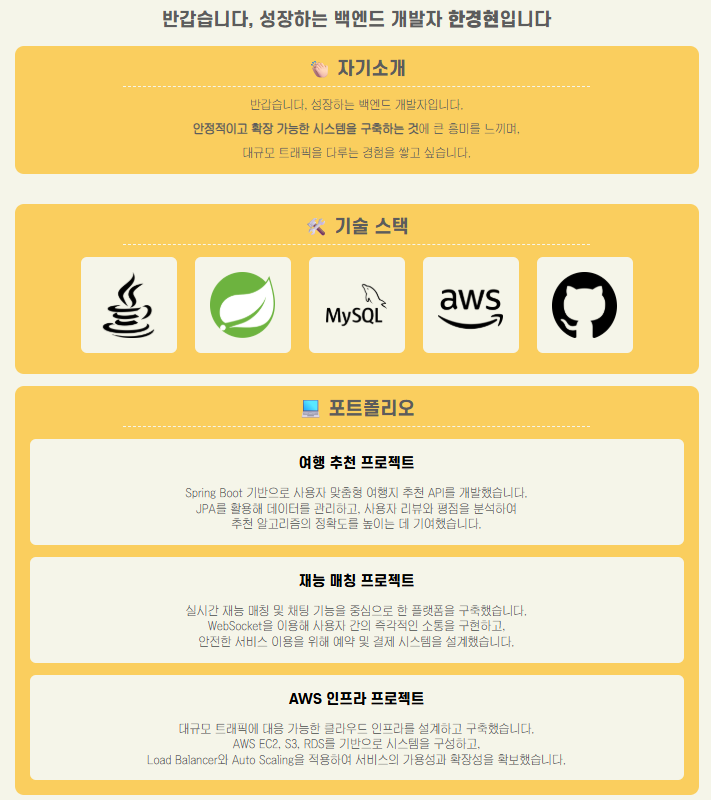 반갑습니다, 성장하는 백엔드 개발자 한경현입니다
자기소개
반갑습니다, 성장하는 백엔드 개발자입니다.
안정적이고 확장 가능한 시스템을 구축하는 것에 큰 흥미를 느끼며,
대규모 트래픽을 다루는 경험을 쌓고 싶습니다.
기술 스택
MySQL
aws
포트폴리오
여행 추천 프로젝트
Spring Boot 기반으로 사용자 맞춤형 여행지 추천 API를 개발했습니다.
JPA를 활용해 데이터를 관리하고, 사용자 리뷰와 평점을 분석하여
추천 알고리즘의 정확도를 높이는 데 기여했습니다.
재능 매칭 프로젝트
실시간 재능 매칭 및 채팅 기능을 중심으로 한 플랫폼을 구축했습니다.
WebSocket을 이용해 사용자 간의 즉각적인 소통을 구현하고,
안전한 서비스 이용을 위해 예약 및 결제 시스템을 설계했습니다.
AWS 인프라 프로젝트
대규모 트래픽에 대응 가능한 클라우드 인프라를 설계하고 구축했습니다.
AWS EC2, S3, RDS를 기반으로 시스템을 구성하고,
Load Balancer와 Auto Scaling을 적용하여 서비스의 가용성과 확장성을 확보했습니다.